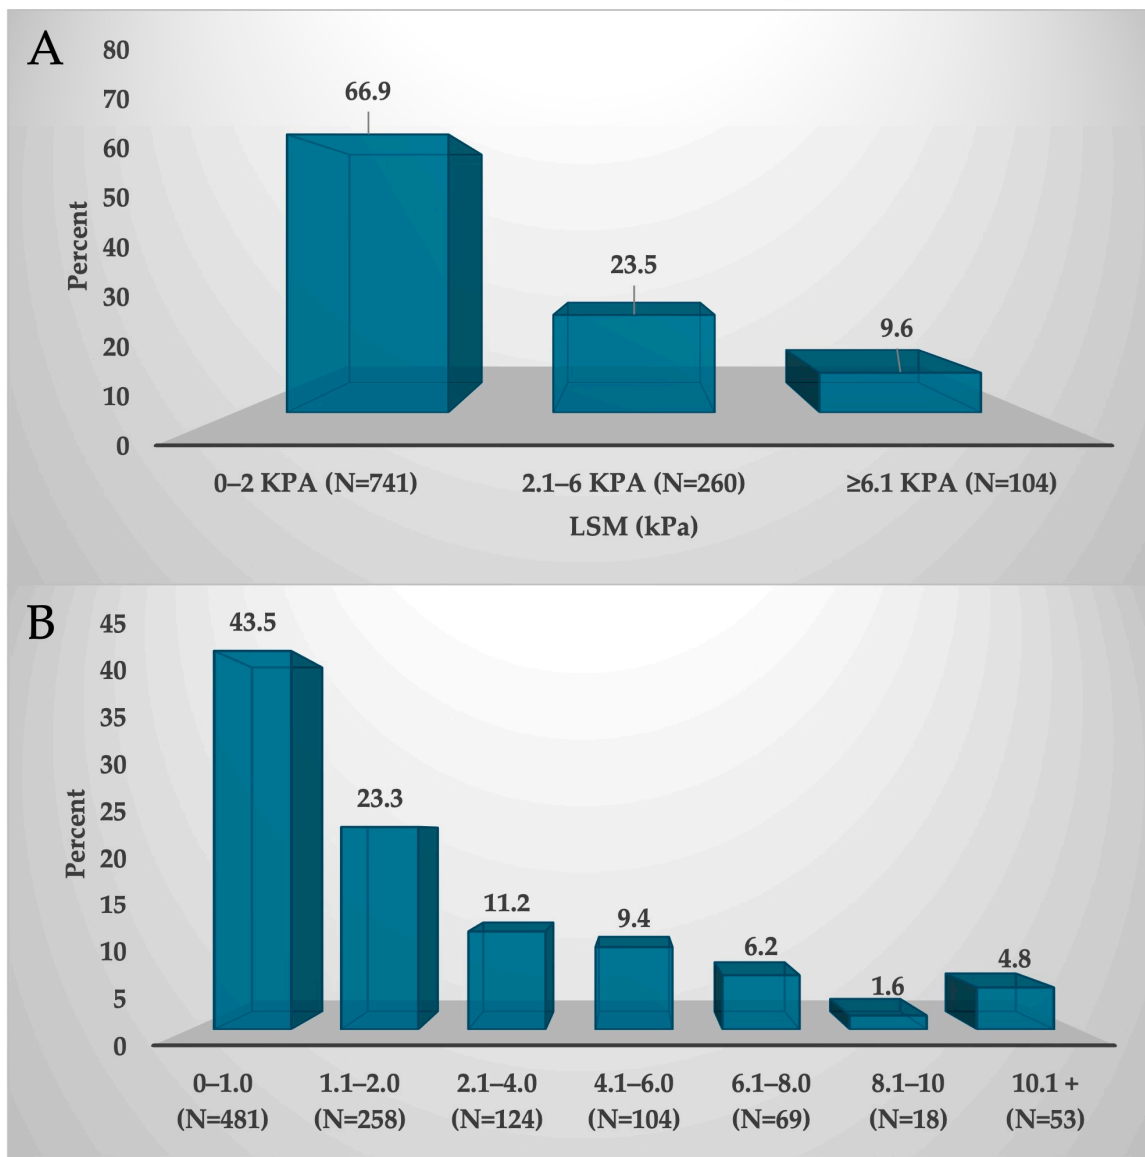 A
80
70
60
50
40
30
20
10
0
Percent
66.9
23.5
9.6
0–2 KPA (N=741)
2.1–6 KPA (N=260)
≥6.1 KPA (N=104)
LSM (kPa)
B
45
40
35
30
25
20
15
10
5
0
Percent
43.5
23.3
11.2
9.4
6.2
1.6
4.8
0–1.0
(N=481)
1.1–2.0
(N=258)
2.1–4.0
(N=124)
4.1–6.0
(N=104)
6.1–8.0
(N=69)
8.1–10
(N=18)
10.1 +
(N=53)